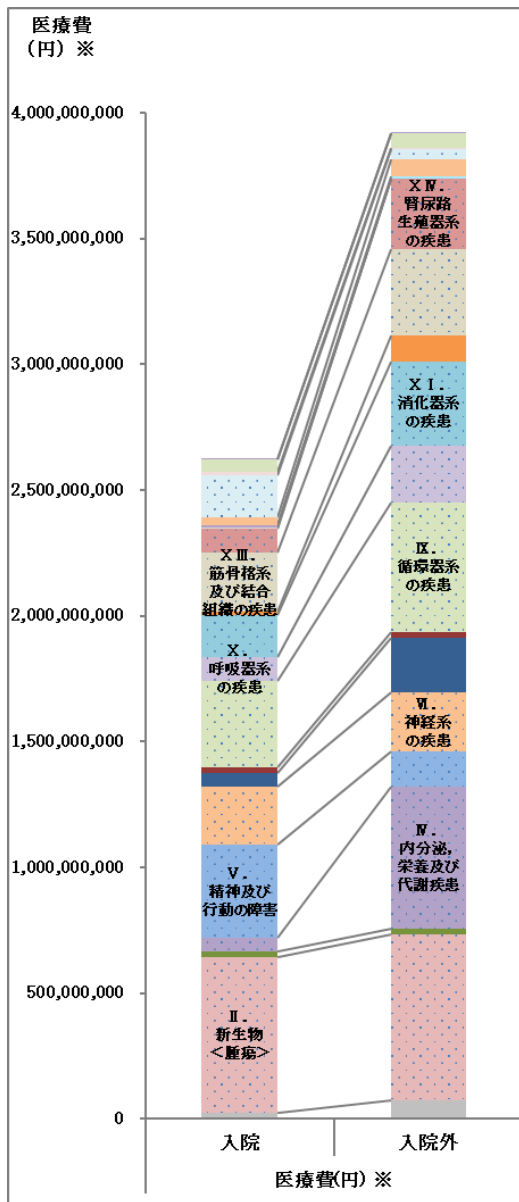 医療費
（円） ※
4,000,000,000
3,500,000,000
3,000,000,000
2,500,000,000
2,000,000,000
1,500,000,000
1,000,000,000
500,000,000
0
ⅩⅢ．
筋骨格系
及び結合
組織の疾患
Ⅹ．
呼吸器系
の疾患
Ⅴ．
精神及び
行動の障害
Ⅱ．
新生物
＜腫瘍＞
ⅩⅣ．
腎尿路
生殖器系
の疾患
ⅩⅠ．
消化器系
の疾患
Ⅸ．
循環器系
の疾患
Ⅵ．
神経系
の疾患
Ⅳ．
内分泌，
栄養及び
代謝疾患
入院
入院外
医療費(円) ※